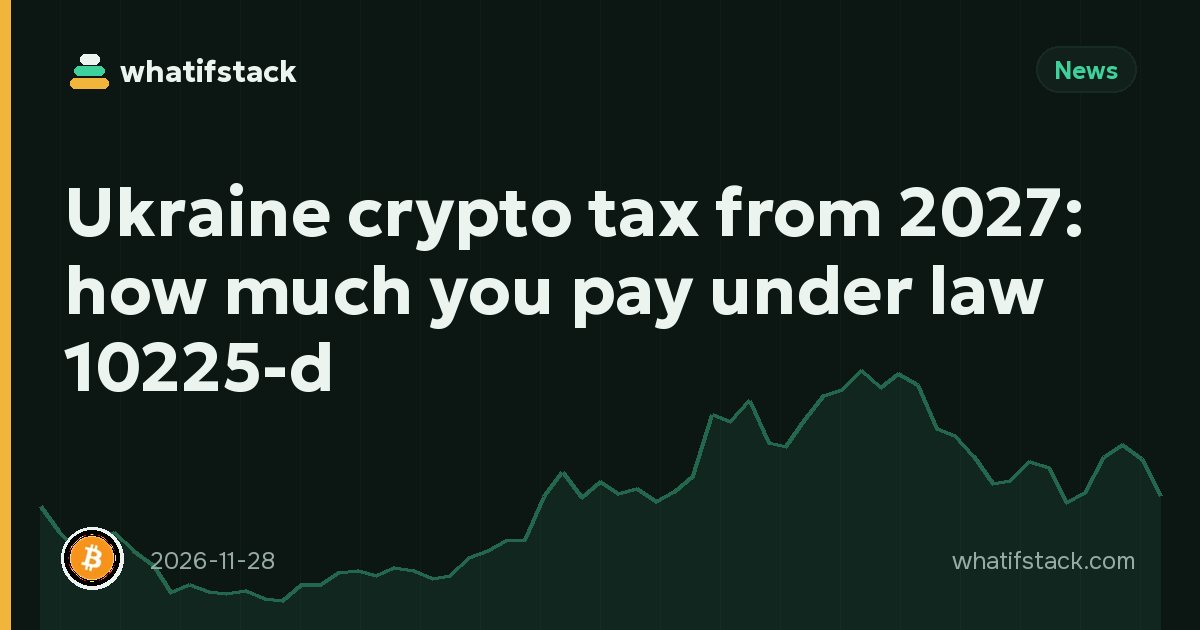 whatifstack
News
Ukraine crypto tax from 2027:
how much you pay under law
10225-d
2026-11-28
whatifstack.com